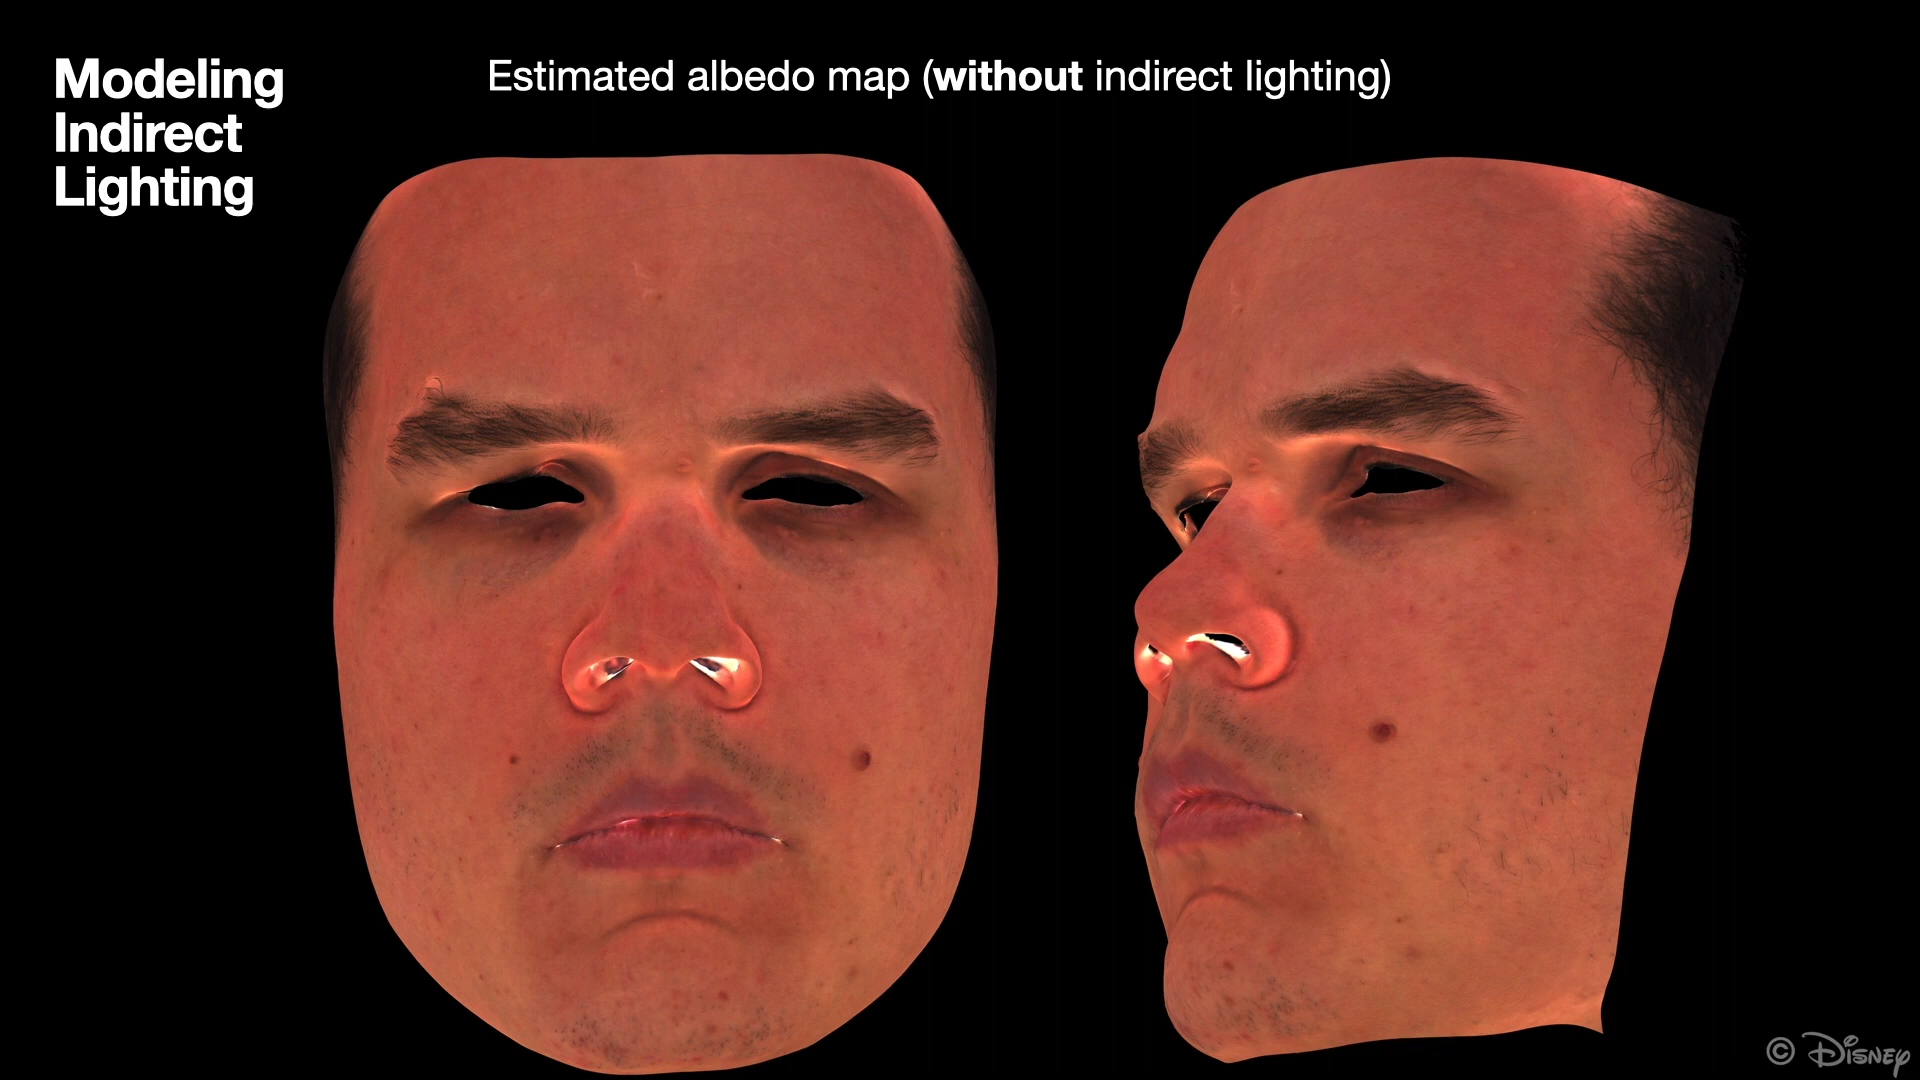 Modeling
Indirect
Lighting
Estimated albedo map (without indirect lighting)
© Disney